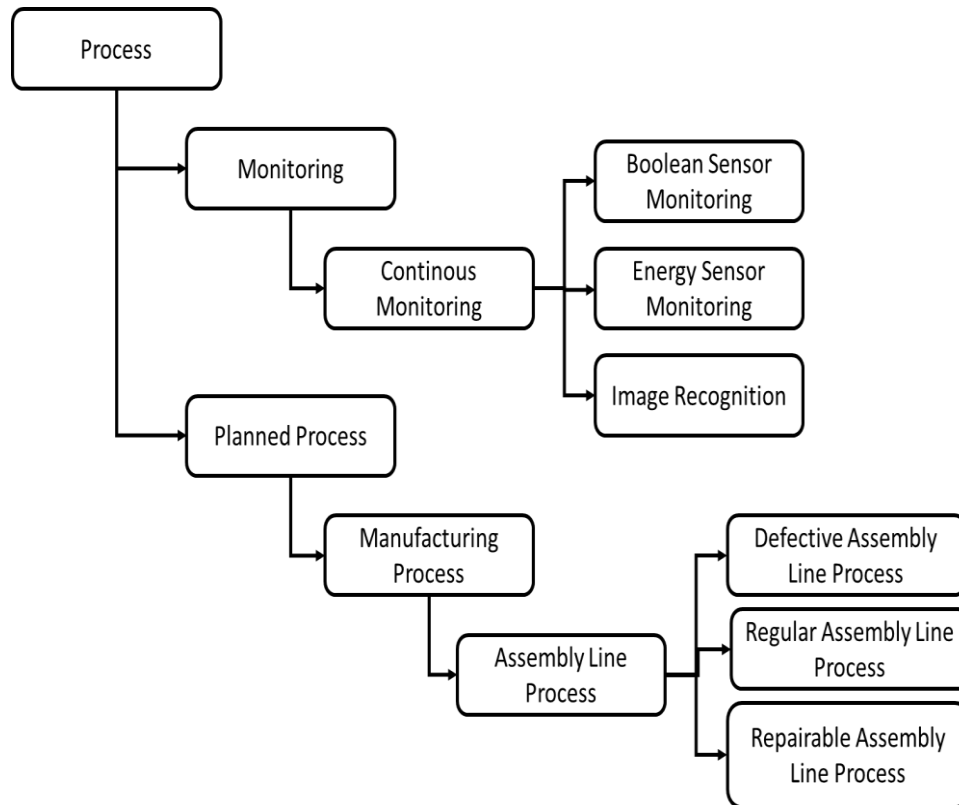 Process
Monitoring
Boolean Sensor
Monitoring
Continous
Monitoring
Energy Sensor
Monitoring
Image Recognition
Planned Process
Manufacturing
Process
Defective Assembly
Line Process
Assembly Line
Process
Regular Assembly Line
Process
Repairable Assembly
Line Process